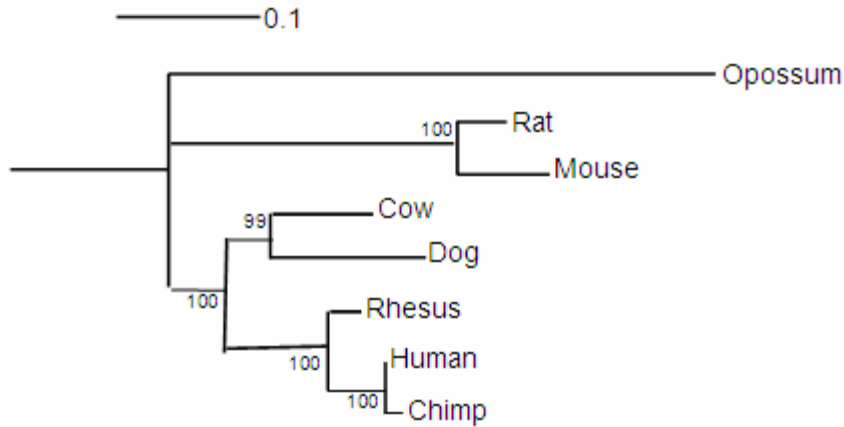 0.1
Opossum
100
Rat
Mouse
Cow
99
Dog
100
Rhesus
100
Human
100
Chimp